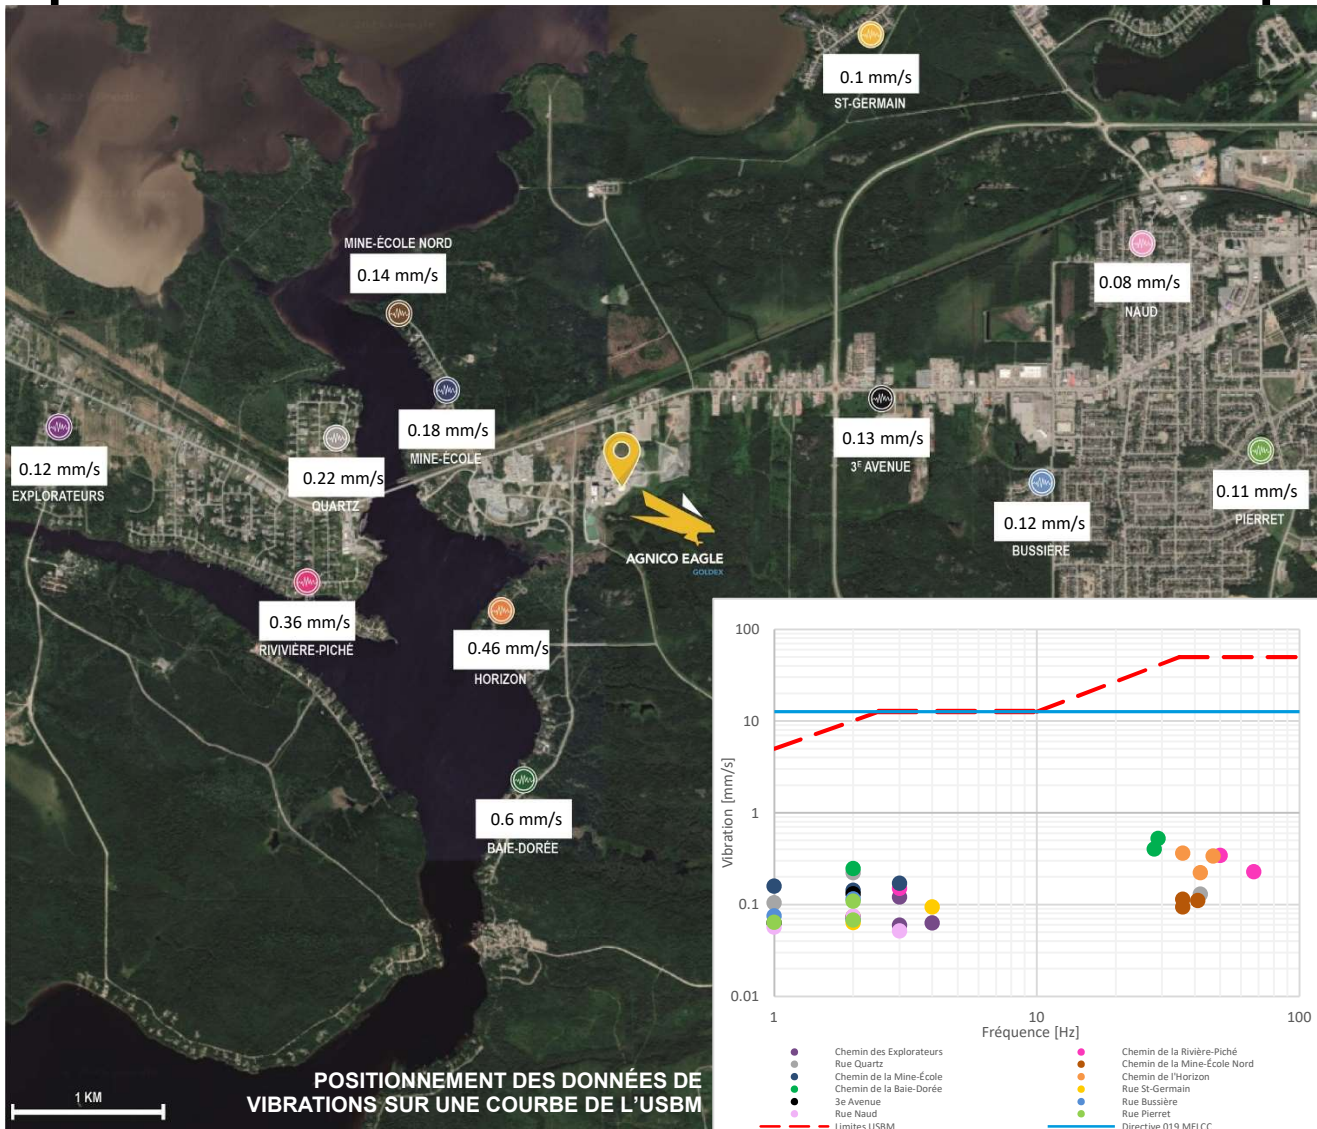 0.1 mm/s
ST-GERMAIN
MINE-ÉCOLE NORD
0.14 mm/s
0.08 mm/s
NAUD
0.18 mm/s
MINE-ÉCOLE
0.12 mm/s
EXPLORATEURS
0.22 mm/s
QUARTZ
0.13 mm/s
3E AVENUE
0.12 mm/s
BUSSIÈRE
0.11 mm/s
PIERRET
AGNICO EAGLE
GOLDEX
0.36 mm/s
RIVIVIÈRE-PICHÉ
0.46 mm/s
HORIZON
0.6 mm/s
BAIE-DORÉE
1 KM
POSITIONNEMENT DES DONNÉES DE
VIBRATIONS SUR UNE COURBE DE L'USBM
100
10
1
0.1
0.01
Vibration [mm/s]
1 10 100
Fréquence [Hz]
Chemin des Explorateurs
Rue Quartz
Chemin de la Mine-École
Chemin de la Baie-Dorée
3e Avenue
Rue Naud
Limites USBM
Chemin de la Rivière-Piché
Chemin de la Mine-École Nord
Chemin de l'Horizon
Rue St-Germain
Rue Bussière
Rue Pierret
Directive 019 MELCC